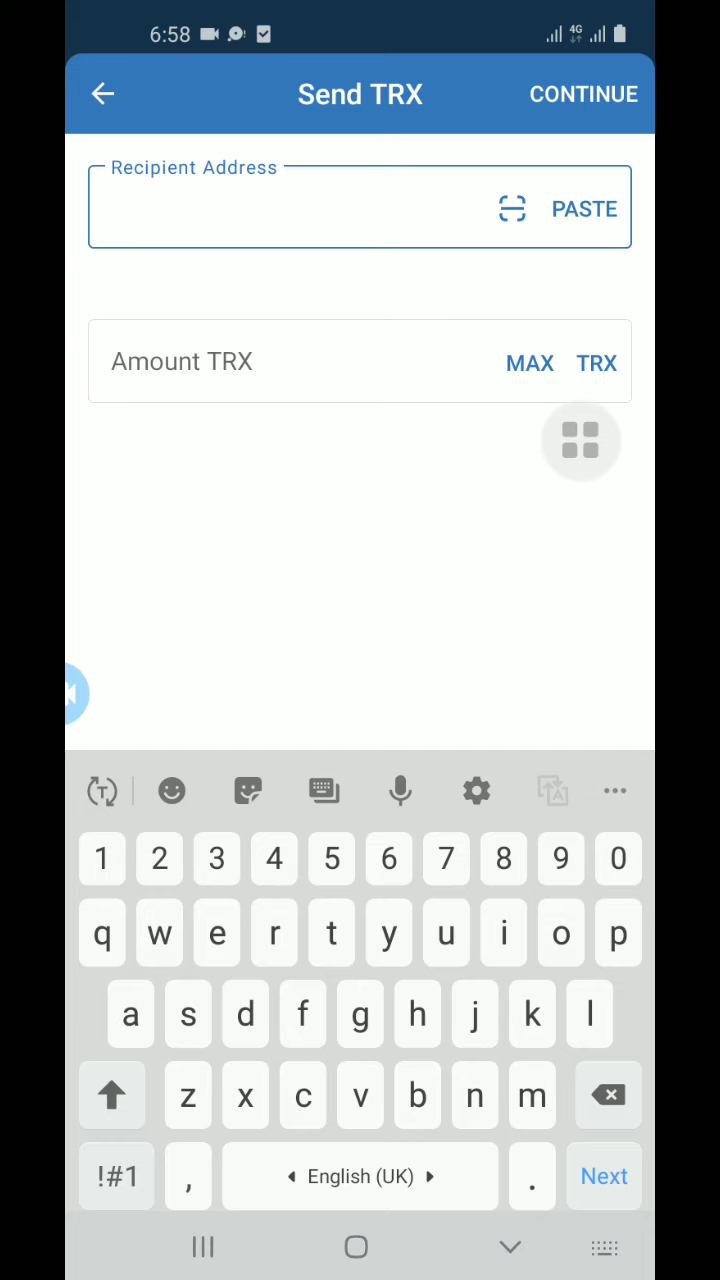 6:58 4G
Send TRX CONTINUE
Recipient Address
PASTE
Amount TRX MAX TRX
1 2 3 4 5 6 7 8 9 0
q w e r t y u i o p
a s d f g h j k l
z x c v b n m
!#1 , English (UK) . Next